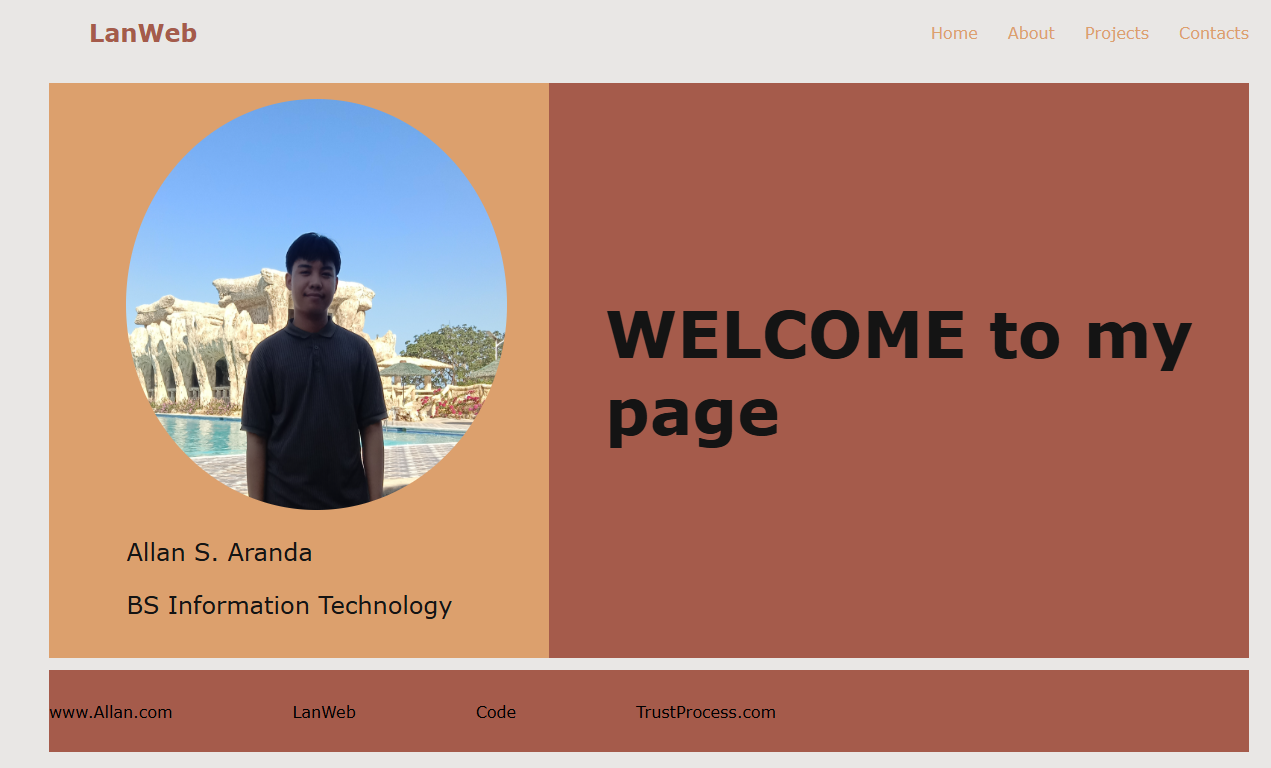 LanWeb
Home About Projects Contacts
WELCOME to my
page
Allan S. Aranda
BS Information Technology
www.Allan.com LanWeb Code TrustProcess.com